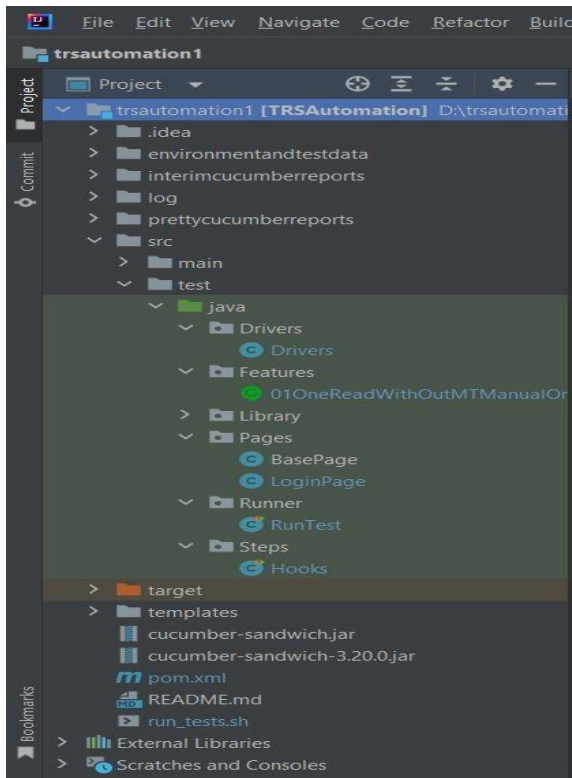 File Edit View Navigate Code Refactor Build
trsautomation1
Project
Project
trsautomation1 [TRSAutomation] D:\trsautomati
.idea
environmentandtestdata
Commit
interimcucumberreports
log
prettycucumberreports
src
main
test
java
Drivers
Drivers
Features
01OneReadWithOutMTManualOr
Library
Pages
BasePage
LoginPage
Runner
RunTest
Steps
Hooks
target
templates
cucumber-sandwich.jar
cucumber-sandwich-3.20.0.jar
pom.xml
README.md
run_tests.sh
Bookmarks
External Libraries
Scratches and Consoles